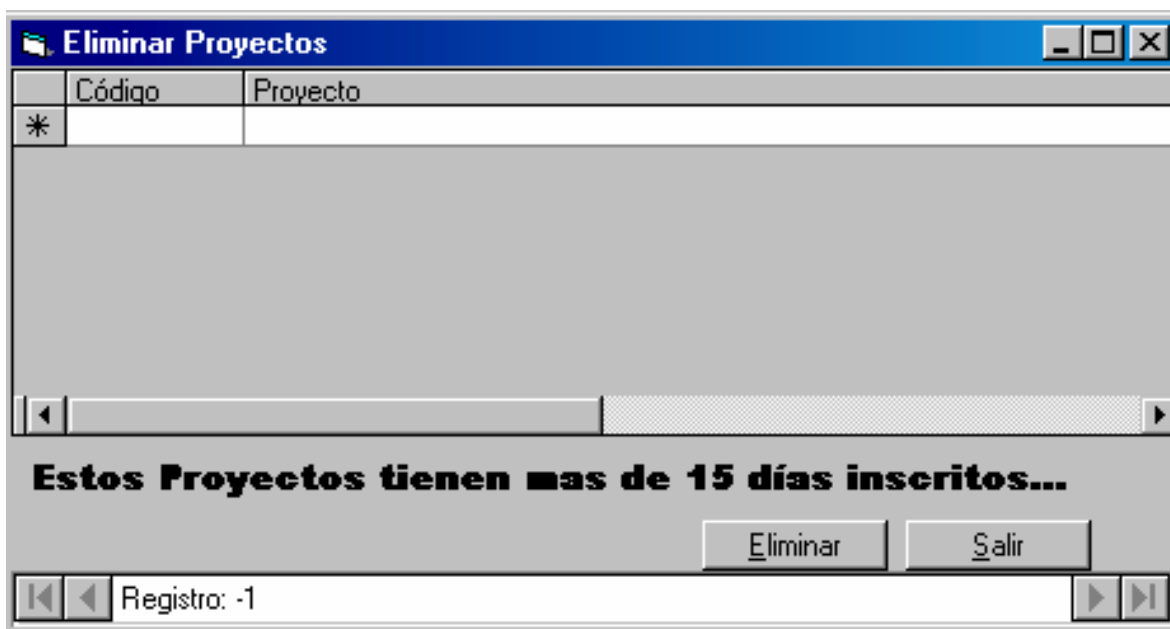 Eliminar Proyectos
Código Proyecto
Estos Proyectos tienen mas de 15 días inscritos...
Eliminar Salir
Registro: -1